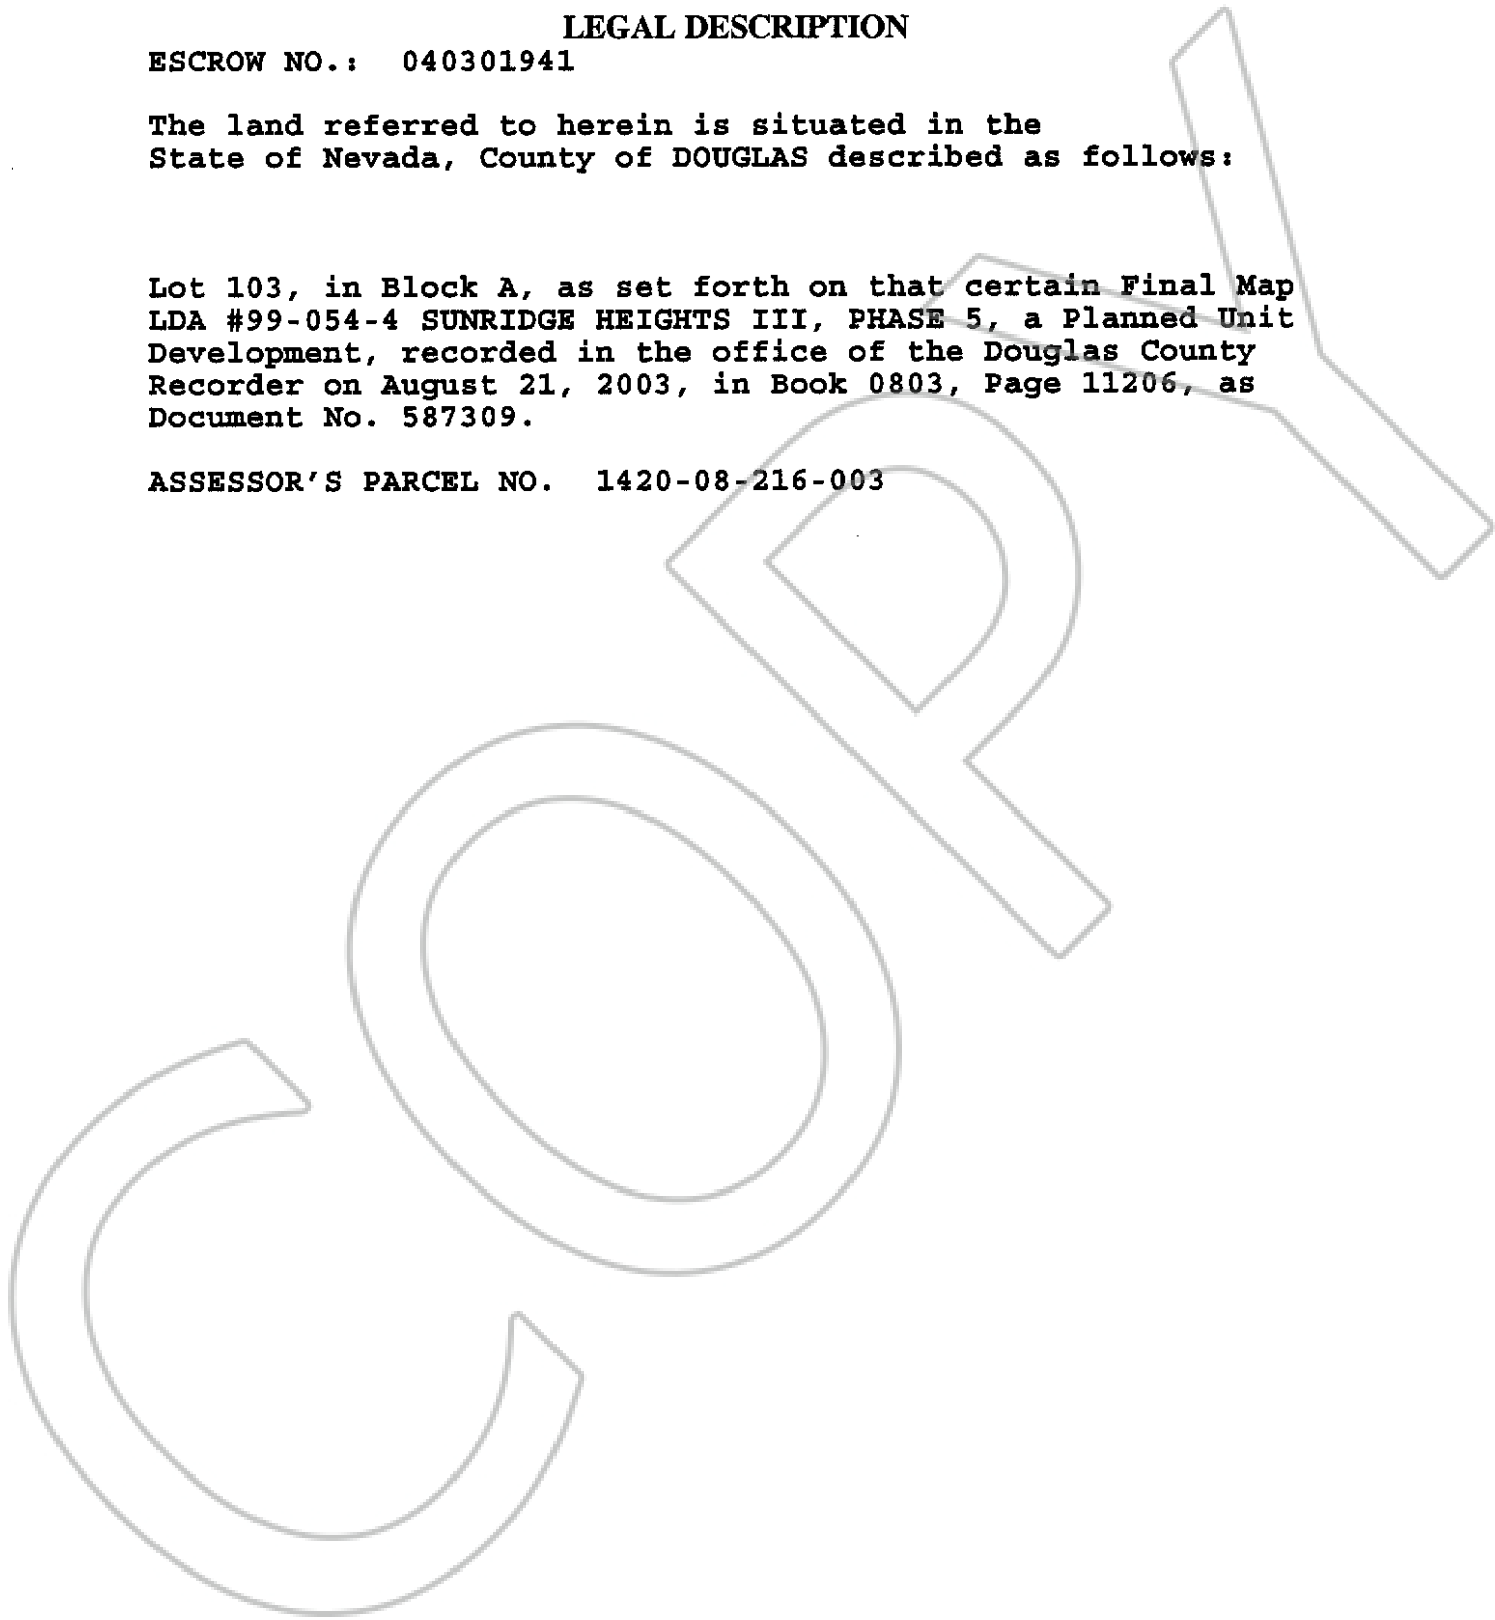 LEGAL DESCRIPTION
ESCROW NO.: 040301941
The land referred to herein is situated in the
State of Nevada, County of DOUGLAS described as follows:
Lot 103, in Block A, as set forth on that certain Final Map
LDA #99-054-4 SUNRIDGE HEIGHTS III, PHASE 5, a Planned Unit
Development, recorded in the office of the Douglas County
Recorder on August 21, 2003, in Book 0803, Page 11206, as
Document No. 587309.
ASSESSOR'S PARCEL NO. 1420-08-216-003
COPY